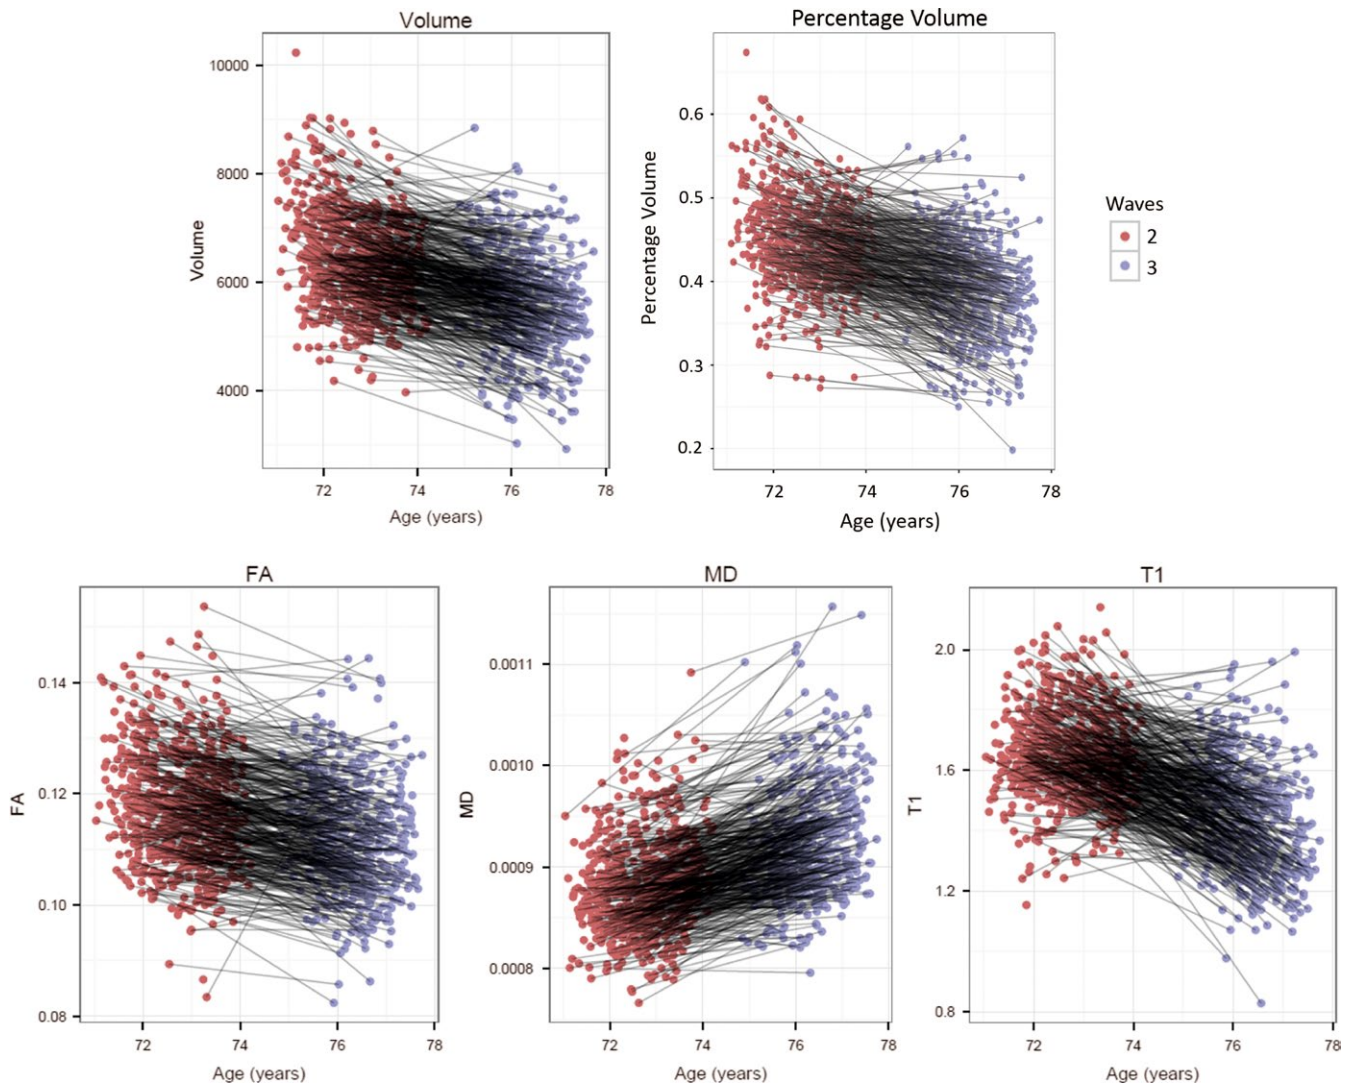 Volume
Percentage Volume
10000
8000
6000
4000
Volume
72 74 76 78
Age (years)
0.6
0.5
0.4
0.3
0.2
Percentage Volume
72 74 76 78
Age (years)
Waves
2
3
FA
MD
T1
0.14
0.12
0.10
0.08
FA
72 74 76 78
Age (years)
0.0011
0.0010
0.0009
0.0008
MD
72 74 76 78
Age (years)
2.0
1.6
1.2
0.8
T1
72 74 76 78
Age (years)